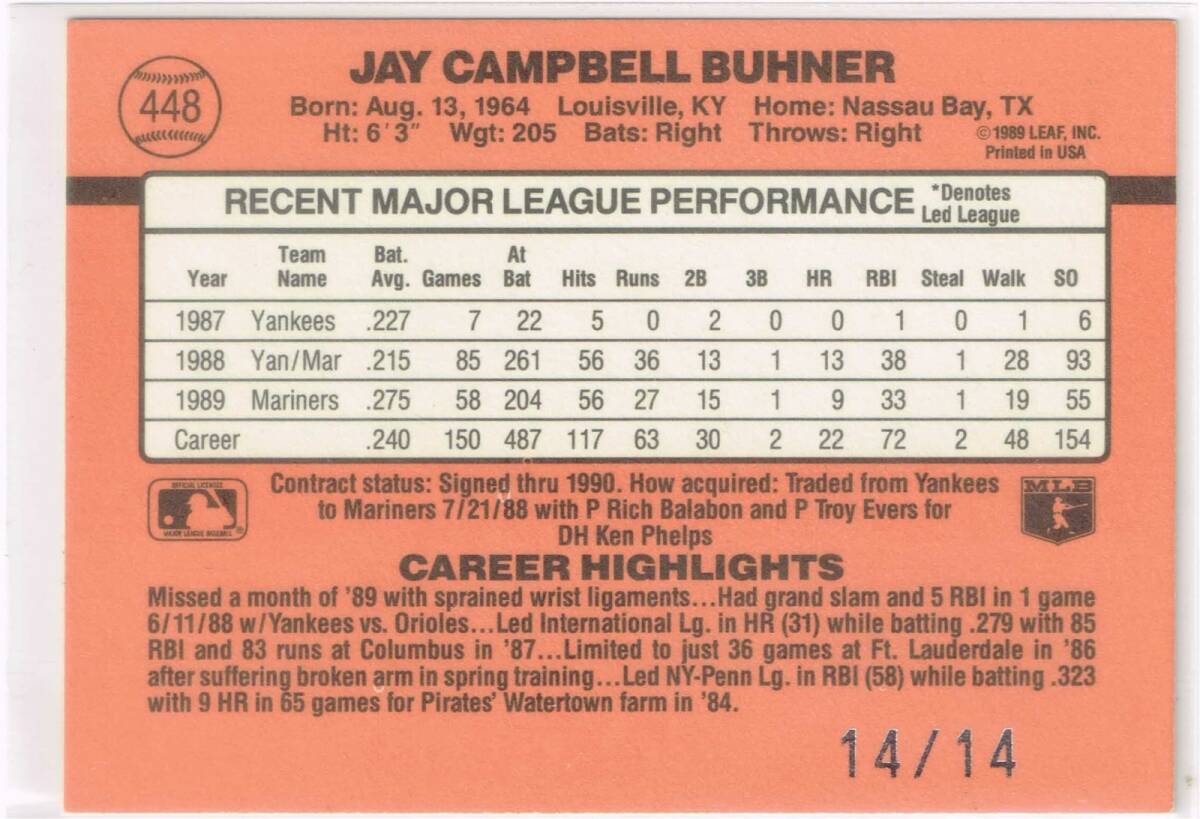 448
JAY CAMPBELL BUHNER
Born: Aug. 13, 1964 Louisville, KY Home: Nassau Bay, TX
Ht: 6'3" Wgt: 205 Bats: Right Throws: Right
©1989 LEAF, INC.
Printed in USA
RECENT MAJOR LEAGUE PERFORMANCE
*Denotes
Led League
Year Team Name Bat. Avg. Games At Bat Hits Runs 2B 3B HR RBI Steal Walk SO
1987 Yankees .227 7 22 5 0 2 0 0 1 0 1 6
1988 Yan/Mar .215 85 261 56 36 13 1 13 38 1 28 93
1989 Mariners .275 58 204 56 27 15 1 9 33 1 19 55
Career .240 150 487 117 63 30 2 22 72 2 48 154
OFFICIAL LICENSEE
MAJOR LEAGUE BASEBALL
Contract status: Signed thru 1990. How acquired: Traded from Yankees
to Mariners 7/21/88 with P Rich Balabon and P Troy Evers for
DH Ken Phelps
MLB
CAREER HIGHLIGHTS
Missed a month of '89 with sprained wrist ligaments...Had grand slam and 5 RBI in 1 game
6/11/88 w/Yankees vs. Orioles...Led International Lg. in HR (31) while batting .279 with 85
RBI and 83 runs at Columbus in '87...Limited to just 36 games at Ft. Lauderdale in '86
after suffering broken arm in spring training...Led NY-Penn Lg. in RBI (58) while batting .323
with 9 HR in 65 games for Pirates' Watertown farm in '84.
14/14